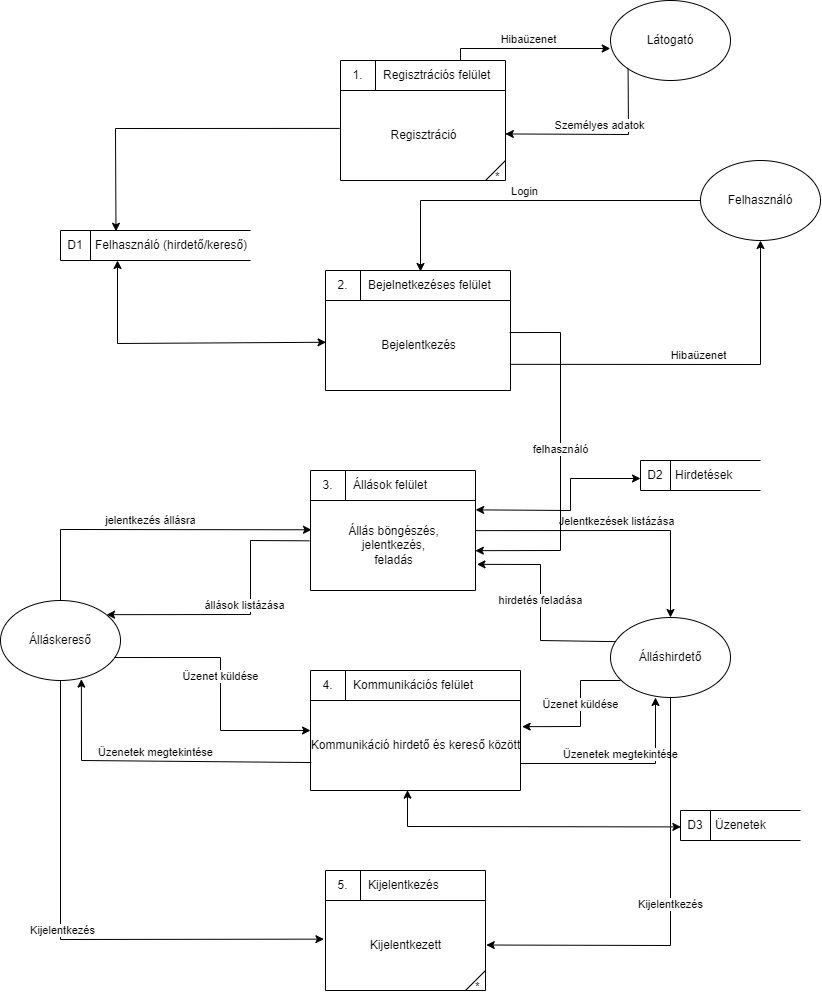 Hibaüzenet
Látogató
1.
Regisztrációs felület
Regisztráció
*
Személyes adatok
Login
Felhasználó
D1
Felhasználó (hirdető/kereső)
2.
Bejelnetkezéses felület
Bejelentkezés
Hibaüzenet
felhasználó
D2
Hirdetések
3.
Állások felület
Állás böngészés,
jelentkezés,
feladás
jelentkezés állásra
Jelentkezések listázása
állások listázása
hirdetés feladása
Álláskereső
Álláshirdető
Üzenet küldése
4.
Kommunikációs felület
Kommunikáció hirdető és kereső között
Üzenet küldése
Üzenetek megtekintése
Üzenetek megtekintése
D3
Üzenetek
5.
Kijelentkezés
Kijelentkezett
*
Kijelentkezés
Kijelentkezés